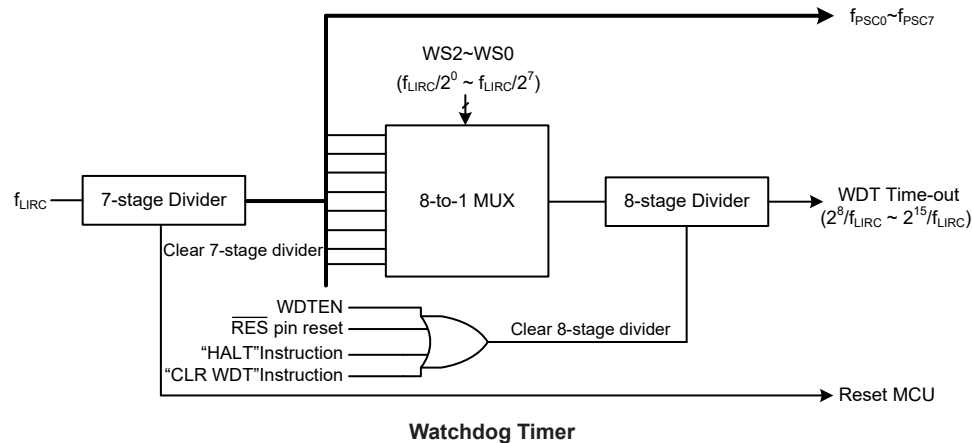 fPSC0~fPSC7
WS2~WS0
(fLIRC/2⁰ ~ fLIRC/2⁷)
fLIRC
7-stage Divider
8-to-1 MUX
8-stage Divider
WDT Time-out
(2⁸/fLIRC ~ 2¹⁵/fLIRC)
Clear 7-stage divider
WDTEN
RES pin reset
“HALT”Instruction
“CLR WDT”Instruction
Clear 8-stage divider
Reset MCU
Watchdog Timer